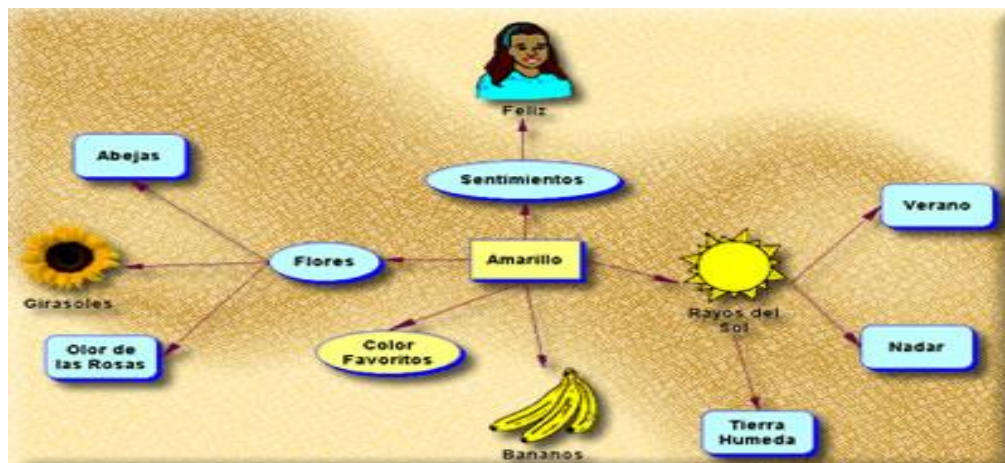 Feliz
Abejas
Sentimientos
Verano
Flores
Amarillo
Girasoles
Rayos del
Sol
Olor de
las Rosas
Color
Favoritos
Nadar
Tierra
Humeda
Bananos